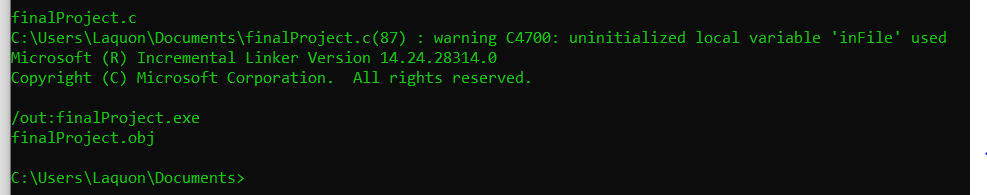 finalProject.c
C:\Users\Laquon\Documents\finalProject.c(87) : warning C4700: uninitialized local variable 'inFile' used
Microsoft (R) Incremental Linker Version 14.24.28314.0
Copyright (C) Microsoft Corporation.  All rights reserved.
/out:finalProject.exe
finalProject.obj
C:\Users\Laquon\Documents>